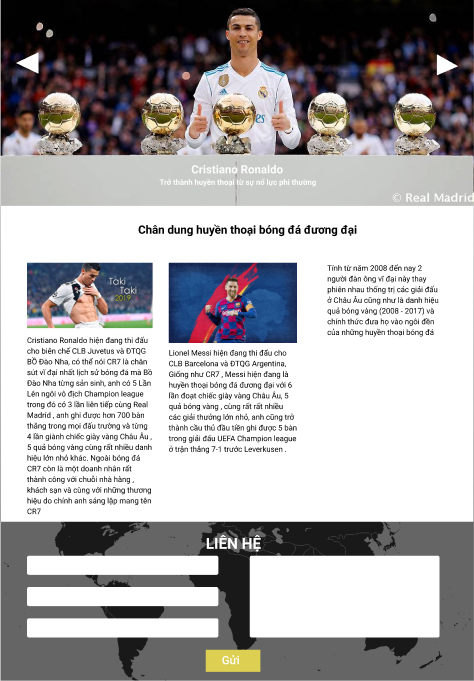 Cristiano Ronaldo
Trở thành huyền thoại từ sự nổ lực phi thường
© Real Madrid
Chân dung huyền thoại bóng đá đương đại
Taki
Taki
2019
Cristiano Ronaldo hiện đang thi đấu
cho biên chế CLB Juvetus và ĐTQG
BỒ Đào Nha, có thể nói CR7 là chân
sút vĩ đại nhất lịch sử bóng đá mà Bồ
Đào Nha từng sản sinh, anh có 5 Lần
Lên ngôi vô địch Champion league
trong đó có 3 lần liên tiếp cùng Real
Madrid , anh ghi được hơn 700 bàn
thắng trong mọi đấu trường và từng
4 lần giành chiếc giày vàng Châu Âu ,
5 quả bóng vàng cùng rất nhiều danh
hiệu lớn nhỏ khác. Ngoài bóng đá
CR7 còn là một doanh nhân rất
thành công với chuỗi nhà hàng ,
khách sạn và cùng với những thương
hiệu do chính anh sáng lập mang tên
CR7
Lionel Messi hiện đang thi đấu cho
CLB Barcelona và ĐTQG Argentina,
Giống như CR7 , Messi hiện đang là
huyền thoại bóng đá đương đại với 6
lần đoạt chiếc giày vàng Châu Âu, 5
quả bóng vàng , cùng rất rất nhiều
các giải thưởng lớn nhỏ, anh cũng trở
thành cầu thủ đầu tiên ghi được 5 bàn
trong giải đấu UEFA Champion league
ở trận thắng 7-1 trước Leverkusen .
Tính từ năm 2008 đến nay 2
người đàn ông vĩ đại này thay
phiên nhau thống trị các giải đấu
ở Châu Âu cũng như là danh hiệu
quả bóng vàng (2008 - 2017) và
chính thức đưa họ vào ngôi đền
của những huyền thoại bóng đá
LIÊN HỆ
Gửi